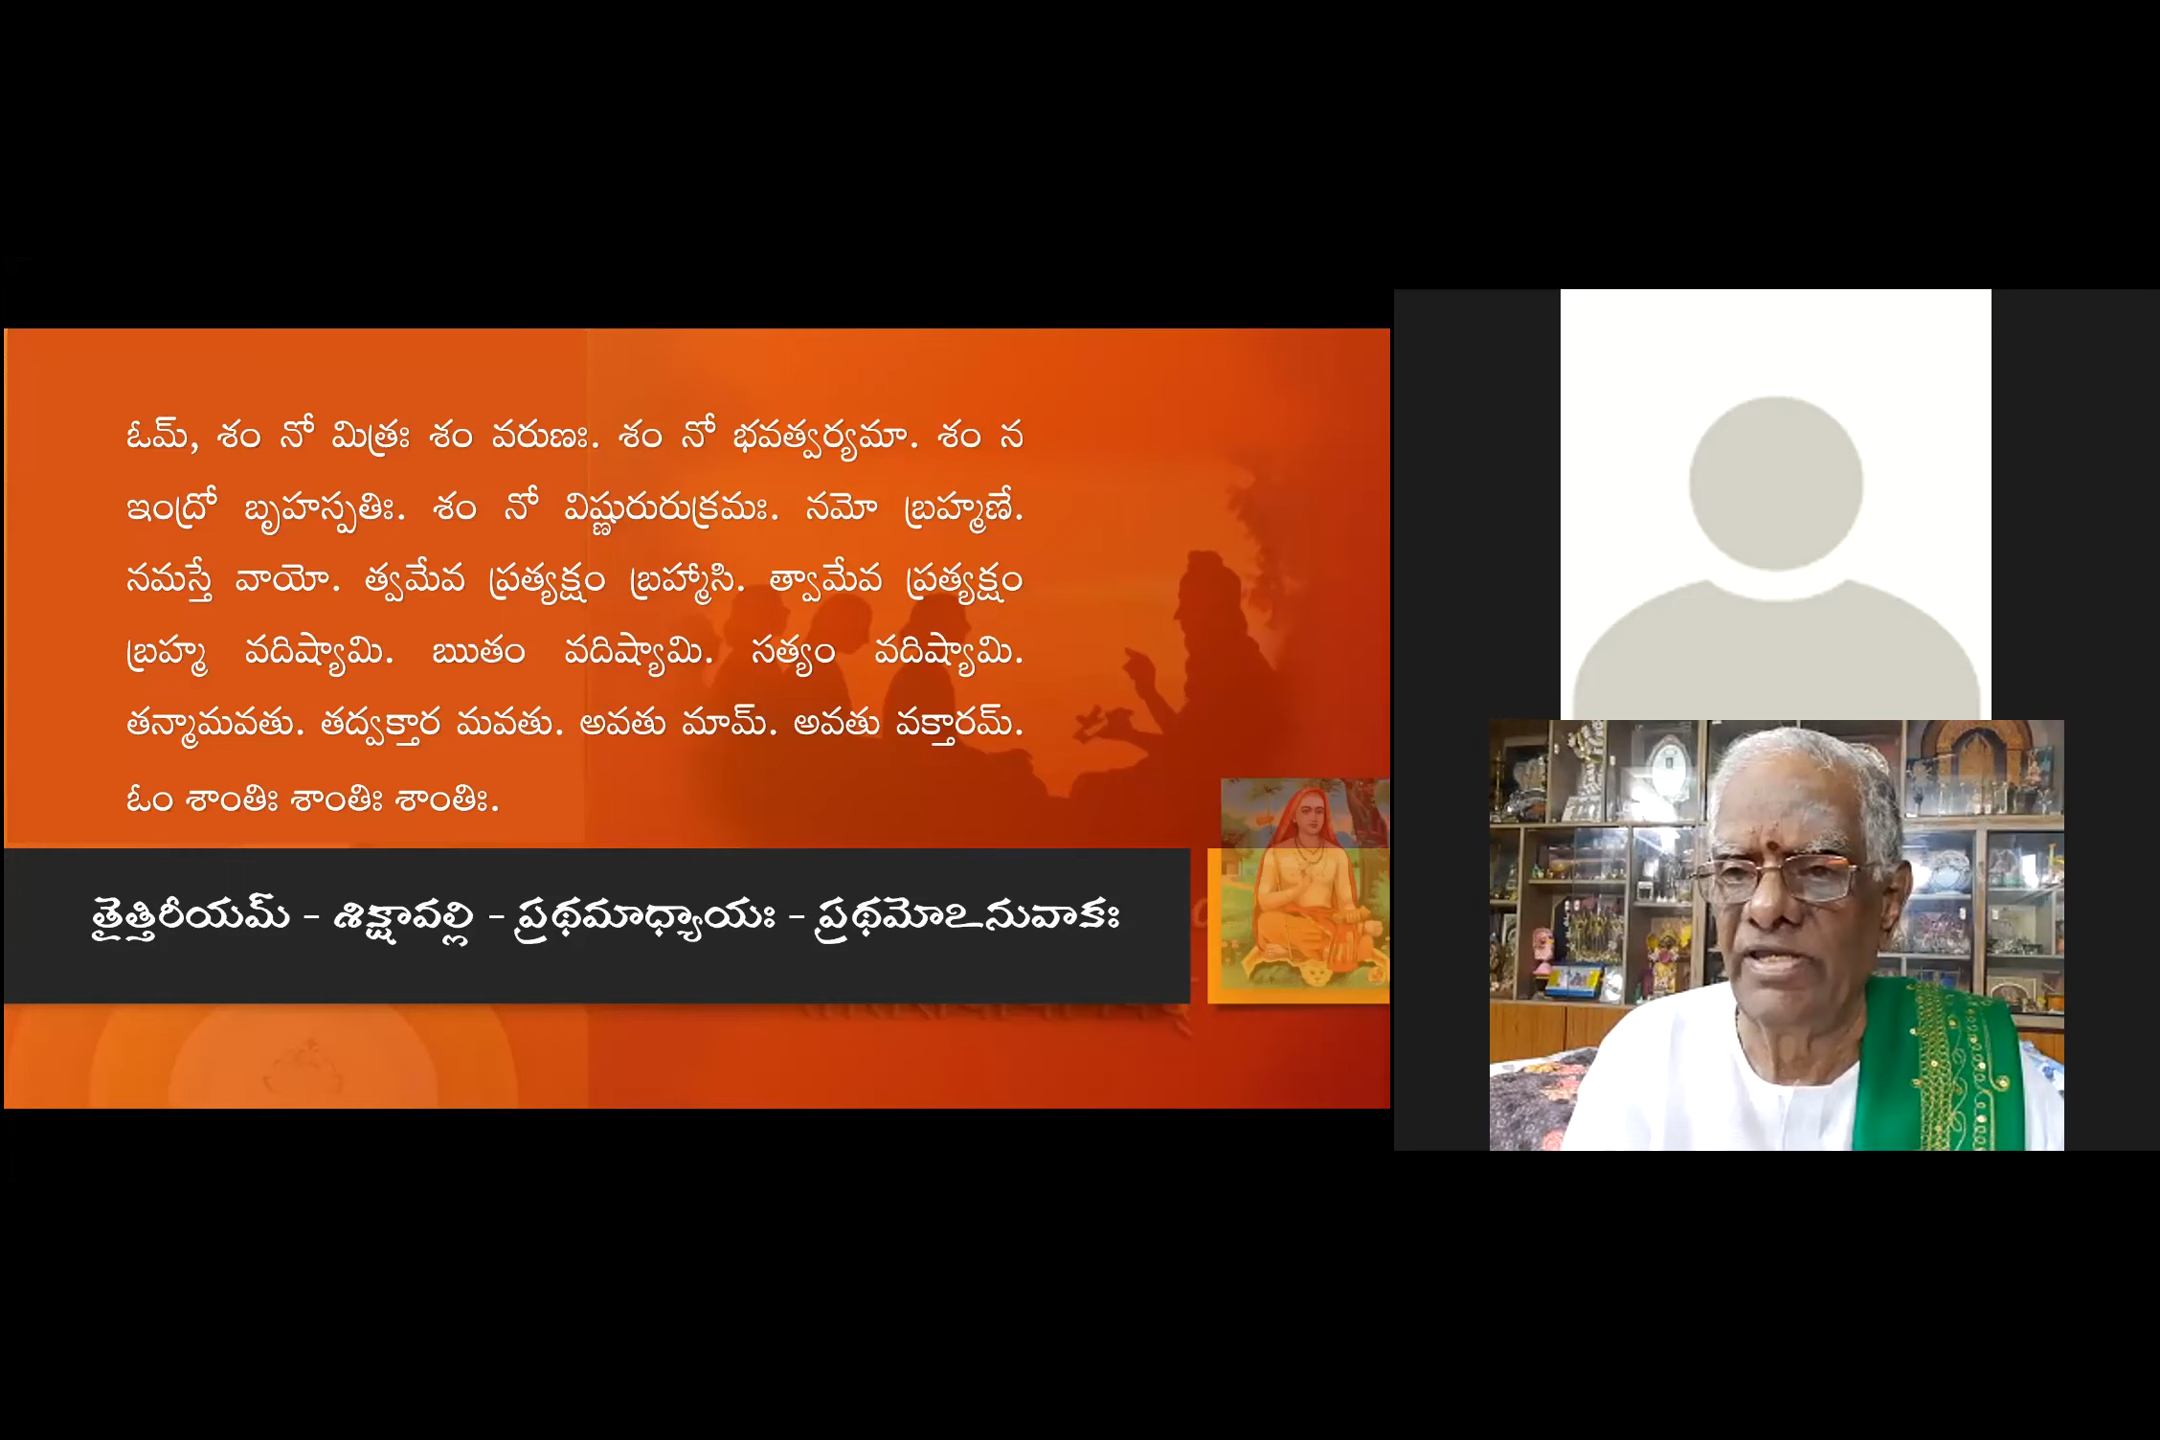 ఓమ్, శం నో మిత్రః శం వరుణః. శం నో భవత్వర్యమా. శం న
ఇంద్రో బృహస్పతిః. శం నో విష్ణురురుక్రమః. నమో బ్రహ్మణే.
నమస్తే వాయో. త్వమేవ ప్రత్యక్షం బ్రహ్మాసి. త్వామేవ ప్రత్యక్షం
బ్రహ్మ వదిష్యామి. ఋతం వదిష్యామి. సత్యం వదిష్యామి.
తన్మామవతు. తద్వక్తార మవతు. అవతు మామ్. అవతు వక్తారమ్.
ఓం శాంతిః శాంతిః శాంతిః.
తైత్తిరీయమ్ - శిక్షావల్లి - ప్రథమాధ్యాయః - ప్రథమోఽనువాకః